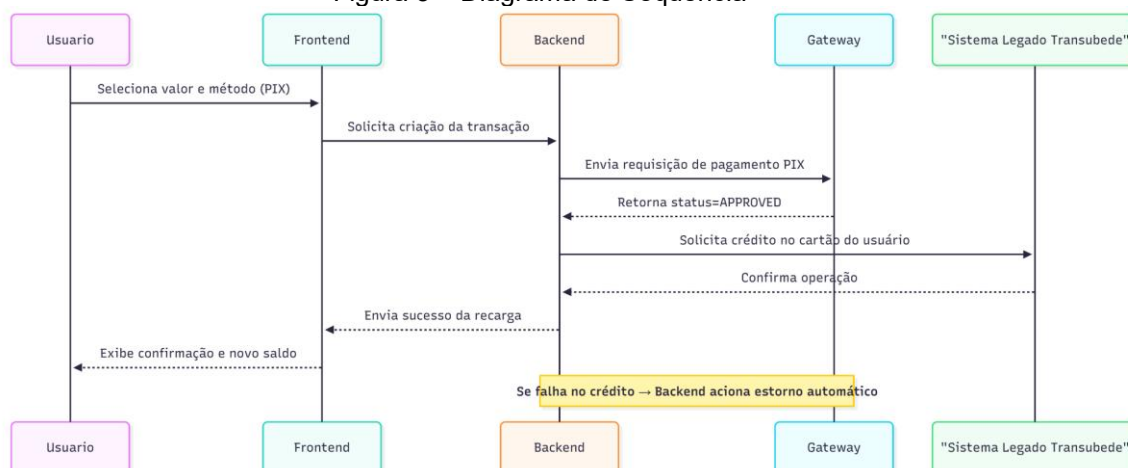 Usuario
Frontend
Backend
Gateway
"Sistema Legado Transubede"
Seleciona valor e método (PIX)
Solicita criação da transação
Envia requisição de pagamento PIX
Retorna status=APPROVED
Solicita crédito no cartão do usuário
Confirma operação
Envia sucesso da recarga
Exibe confirmação e novo saldo
Se falha no crédito → Backend aciona estorno automático
Usuario
Frontend
Backend
Gateway
"Sistema Legado Transubede"